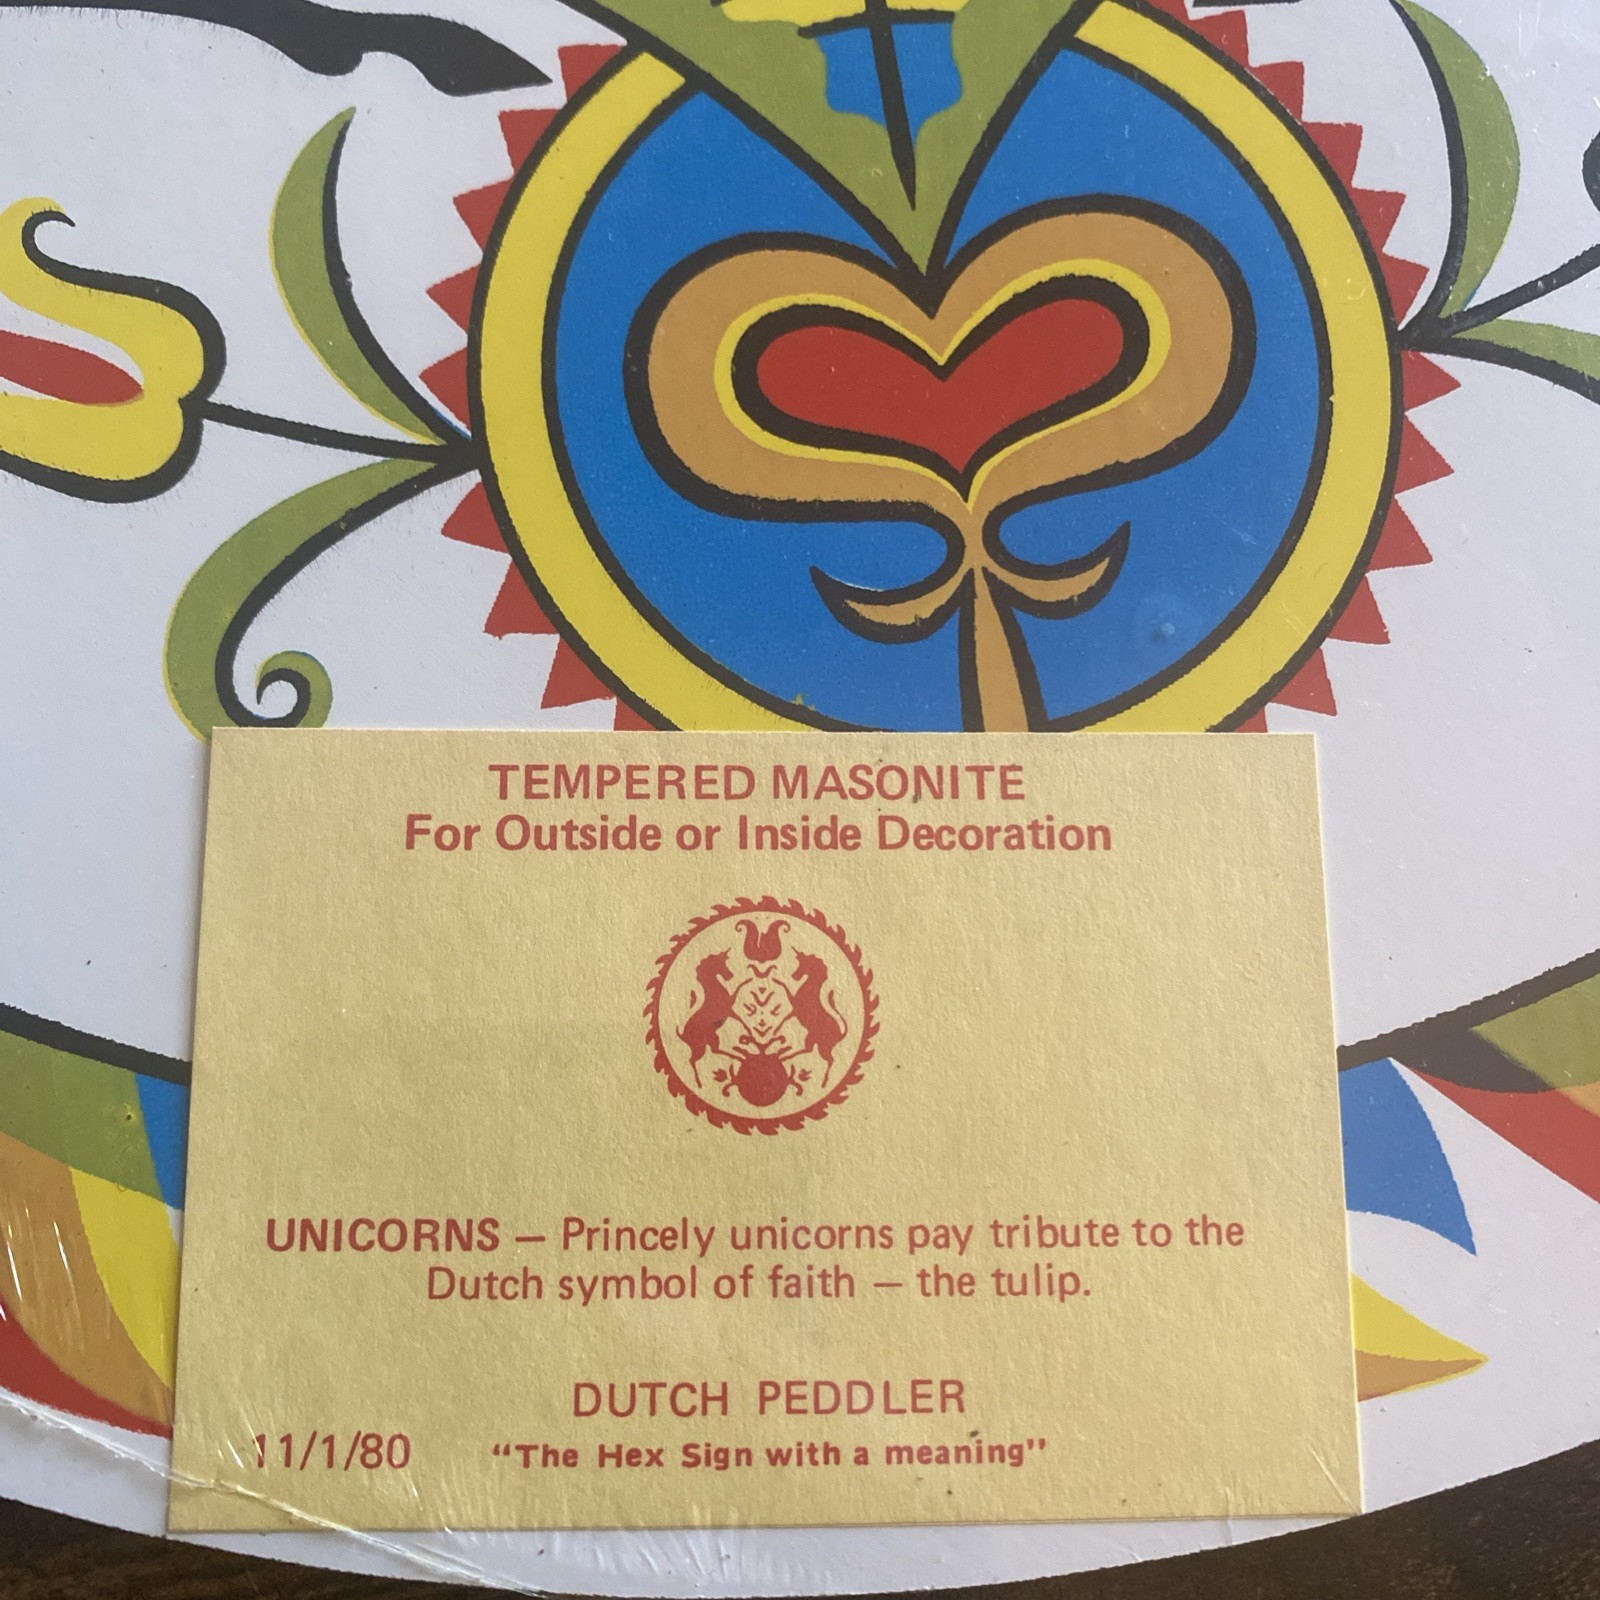 TEMPERED MASONITE
For Outside or Inside Decoration
UNICORNS — Princely unicorns pay tribute to the
Dutch symbol of faith — the tulip.
DUTCH PEDDLER
11/1/80 "The Hex Sign with a meaning"